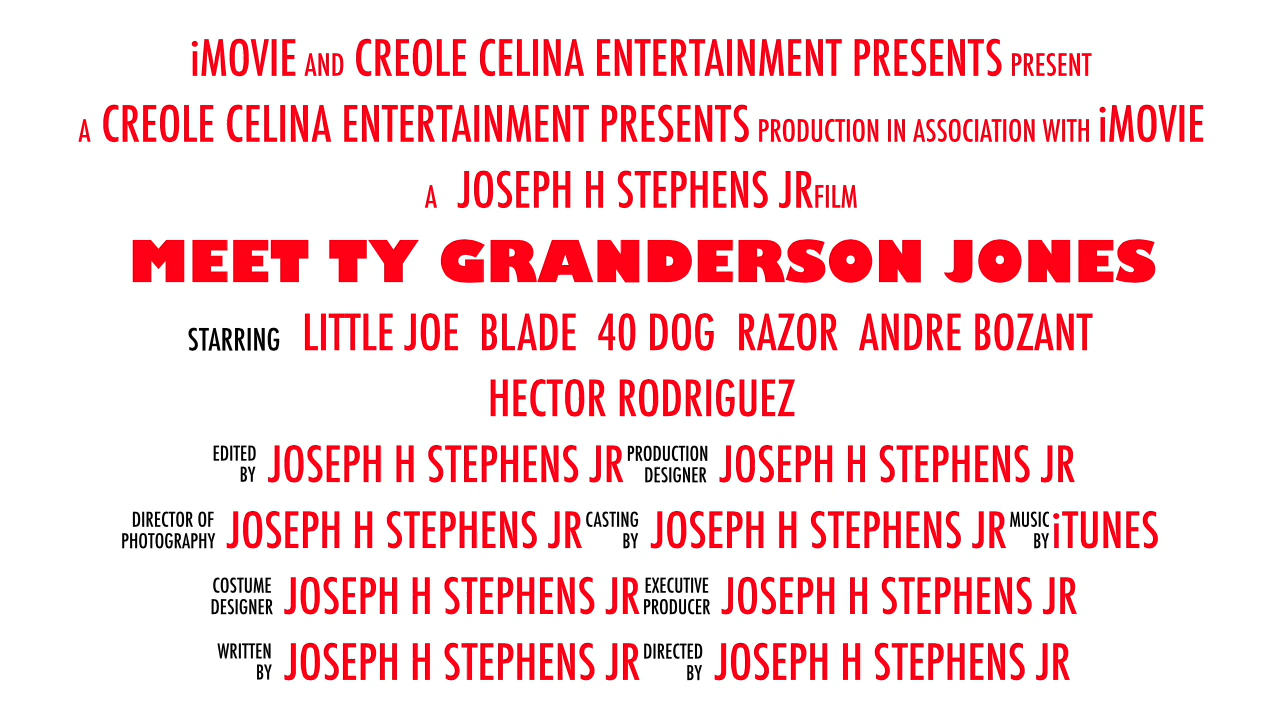 iMOVIE AND CREOLE CELINA ENTERTAINMENT PRESENTS PRESENT
A CREOLE CELINA ENTERTAINMENT PRESENTS PRODUCTION IN ASSOCIATION WITH iMOVIE
A JOSEPH H STEPHENS JR FILM
MEET TY GRANDERSON JONES
STARRING LITTLE JOE BLADE 40 DOG RAZOR ANDRE BOZANT
HECTOR RODRIGUEZ
EDITED BY JOSEPH H STEPHENS JR PRODUCTION DESIGNER JOSEPH H STEPHENS JR
DIRECTOR OF PHOTOGRAPHY JOSEPH H STEPHENS JR CASTING BY JOSEPH H STEPHENS JR MUSIC BY iTUNES
COSTUME DESIGNER JOSEPH H STEPHENS JR EXECUTIVE PRODUCER JOSEPH H STEPHENS JR
WRITTEN BY JOSEPH H STEPHENS JR DIRECTED BY JOSEPH H STEPHENS JR